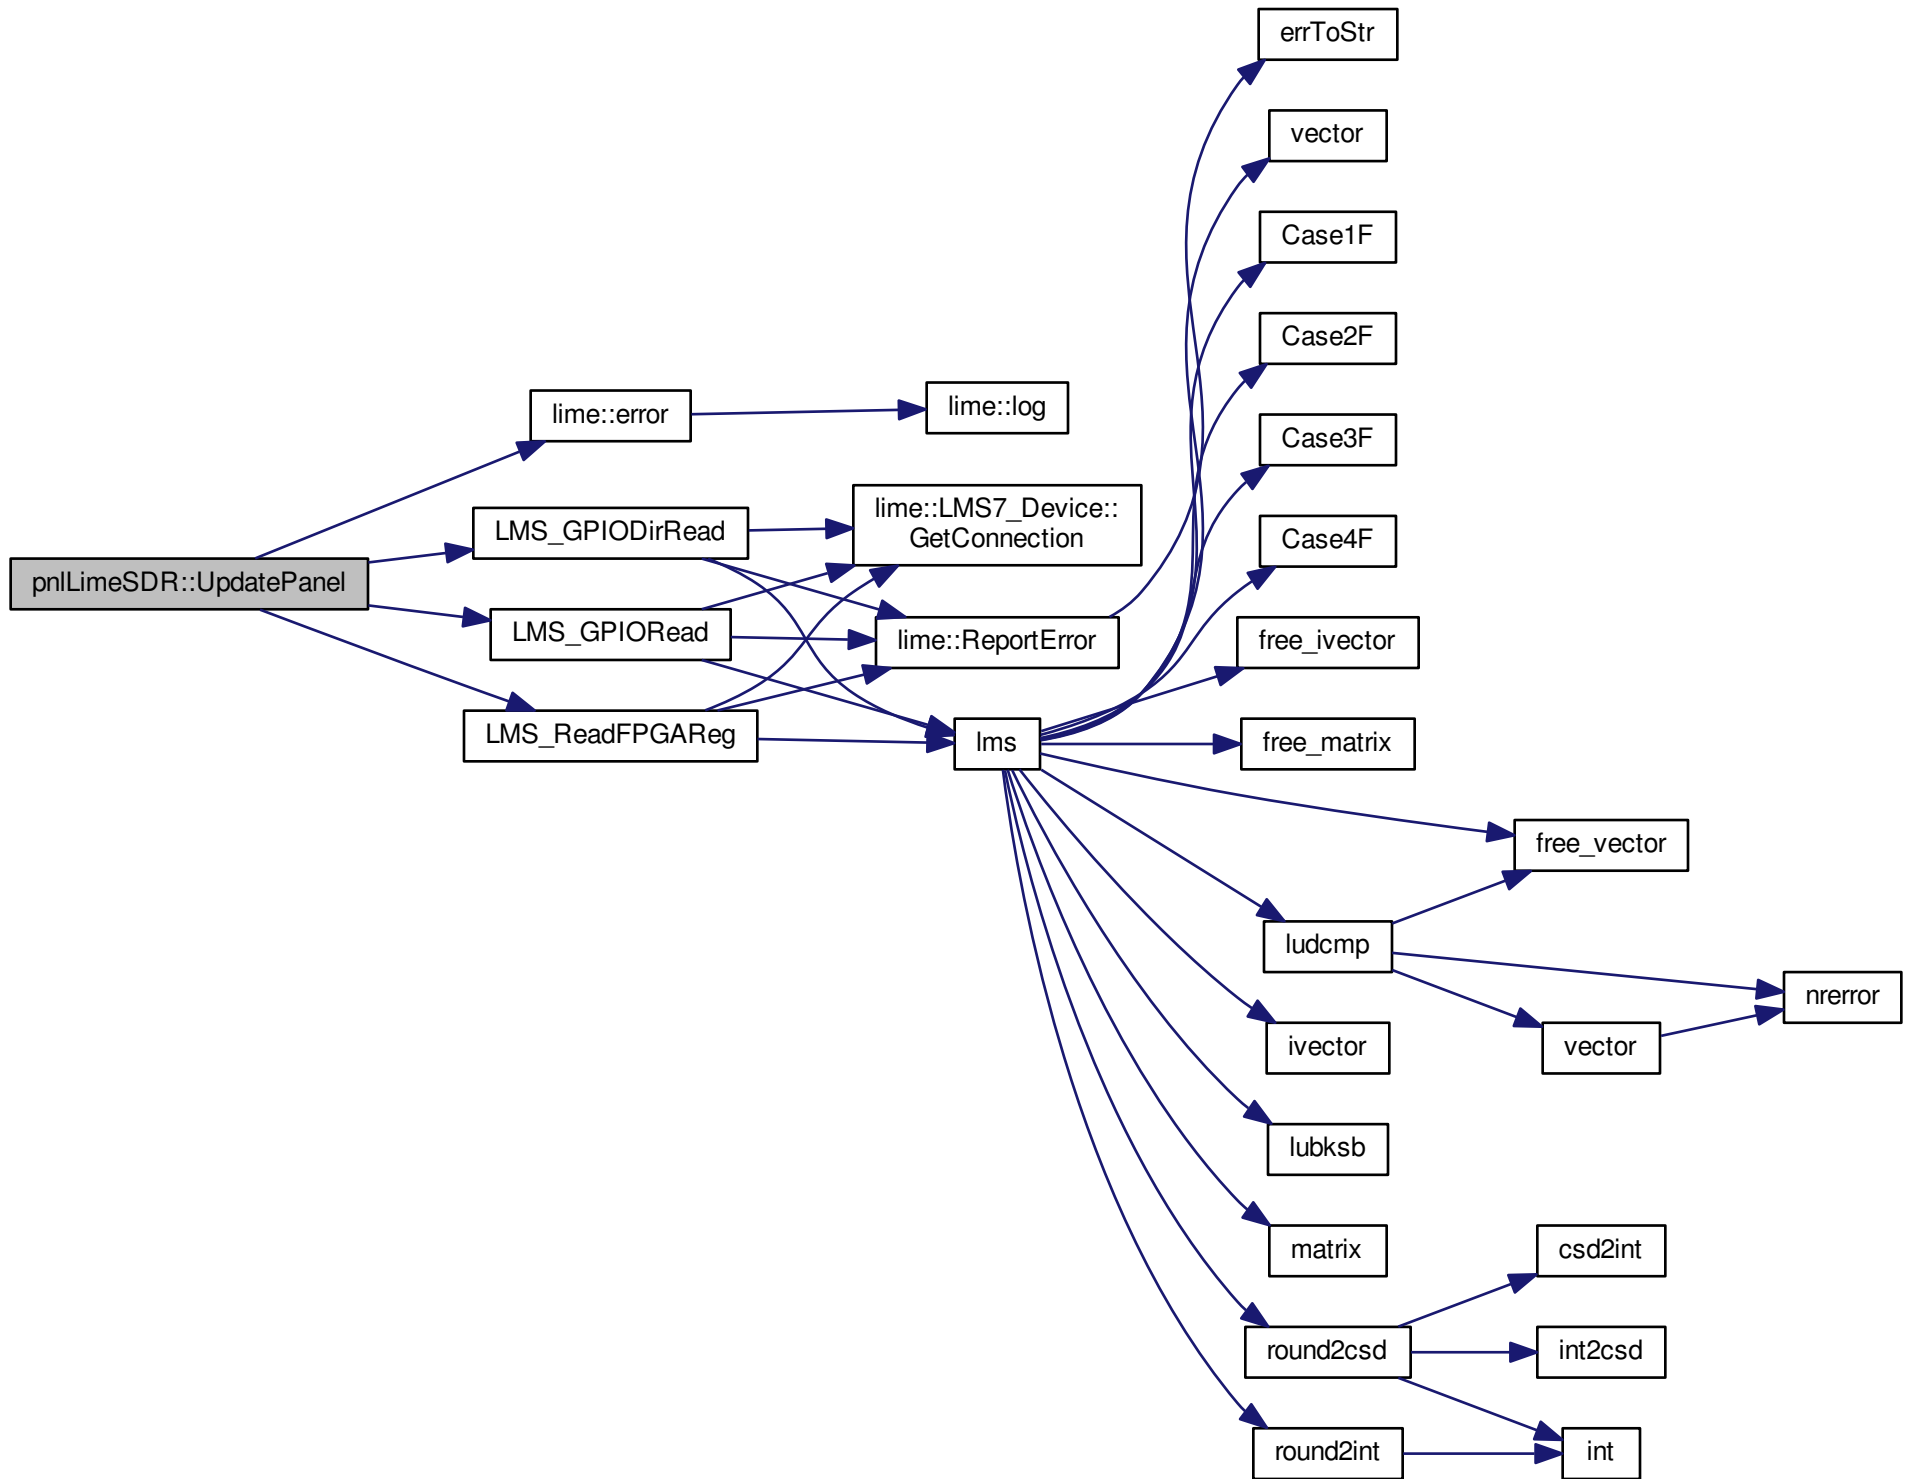 errToStr
vector
Case1F
Case2F
lime::error
lime::log
Case3F
LMS_GPIODirRead
lime::LMS7_Device::
GetConnection
Case4F
pnlLimeSDR::UpdatePanel
LMS_GPIORead
lime::ReportError
free_ivector
LMS_ReadFPGAReg
lms
free_matrix
free_vector
ludcmp
nrerror
ivector
vector
lubksb
matrix
csd2int
round2csd
int2csd
round2int
int